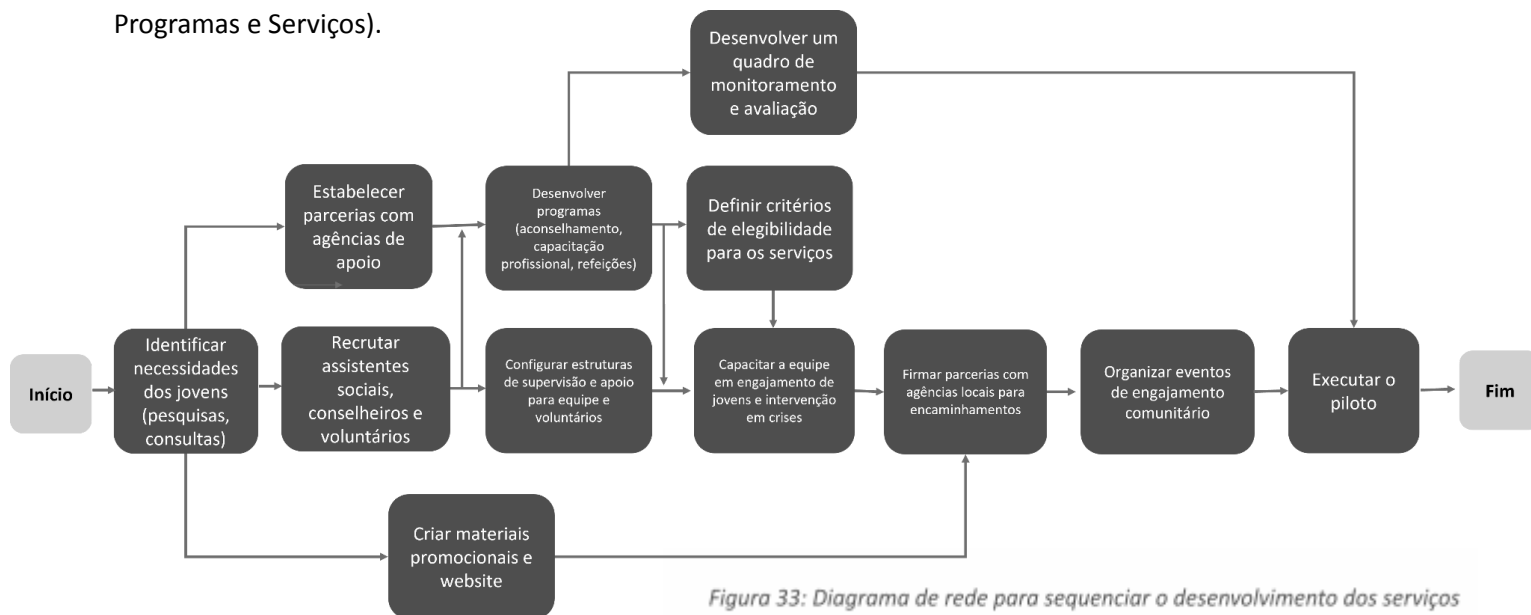 Programas e Serviços).
Desenvolver um
quadro de
monitoramento
e avaliação
Estabelecer
parcerias com
agências de
apoio
Desenvolver
programas
(aconselhamento,
capacitação
profissional, refeições)
Definir critérios
de elegibilidade
para os serviços
Início
Identificar
necessidades
dos jovens
(pesquisas,
consultas)
Recrutar
assistentes
sociais,
conselheiros e
voluntários
Configurar estruturas
de supervisão e apoio
para equipe e
voluntários
Capacitar a equipe
em engajamento de
jovens e intervenção
em crises
Firmar parcerias com
agências locais para
encaminhamentos
Organizar eventos
de engajamento
comunitário
Executar o
piloto
Fim
Criar materiais
promocionais e
website
Figura 33: Diagrama de rede para sequenciar o desenvolvimento dos serviços